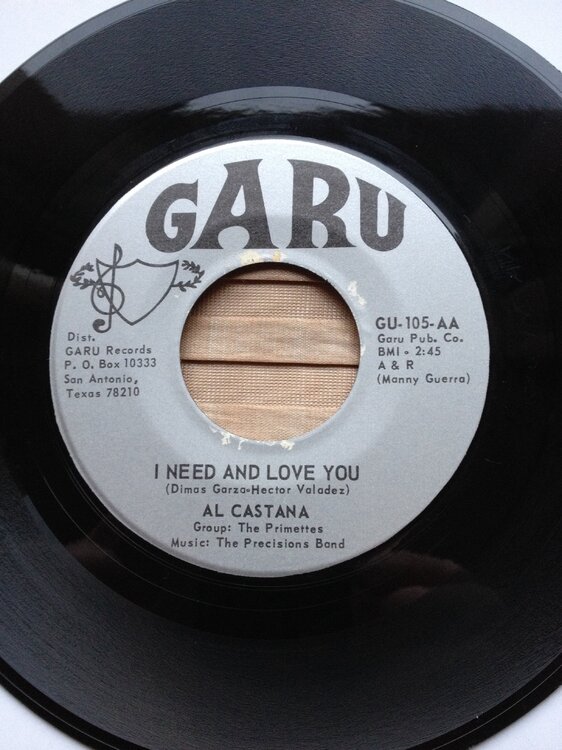 GARU
Dist.
GARU Records
P. O. Box 10333
San Antonio,
Texas 78210
GU-105-AA
Garu Pub. Co.
BMI • 2:45
A & R
(Manny Guerra)
I NEED AND LOVE YOU
(Dimas Garza•Hector Valadez)
AL CASTANA
Group: The Primettes
Music: The Precisions Band